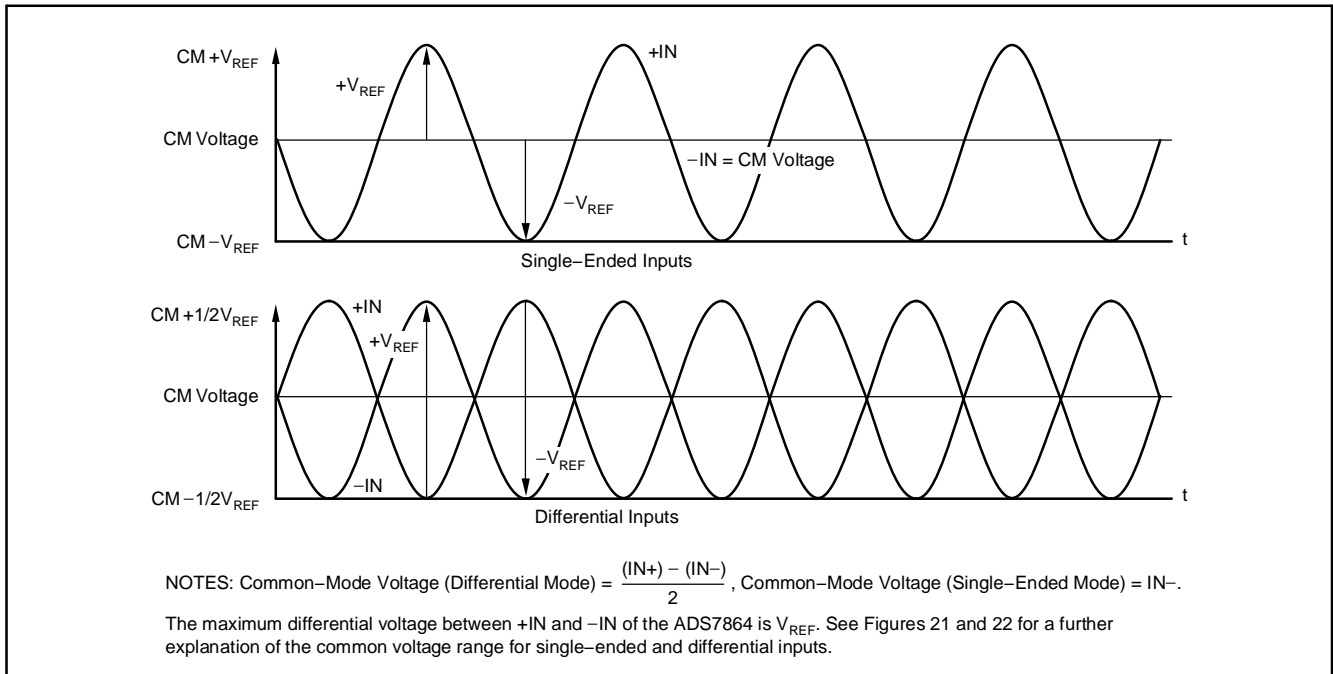 CM +V_REF
+IN
+V_REF
CM Voltage
−IN = CM Voltage
−V_REF
CM −V_REF
t
Single−Ended Inputs
CM +1/2V_REF
+IN
+V_REF
CM Voltage
−V_REF
−IN
CM −1/2V_REF
t
Differential Inputs
NOTES: Common−Mode Voltage (Differential Mode) = (IN+) − (IN−) / 2 , Common−Mode Voltage (Single−Ended Mode) = IN−.
The maximum differential voltage between +IN and −IN of the ADS7864 is V_REF. See Figures 21 and 22 for a further
explanation of the common voltage range for single−ended and differential inputs.